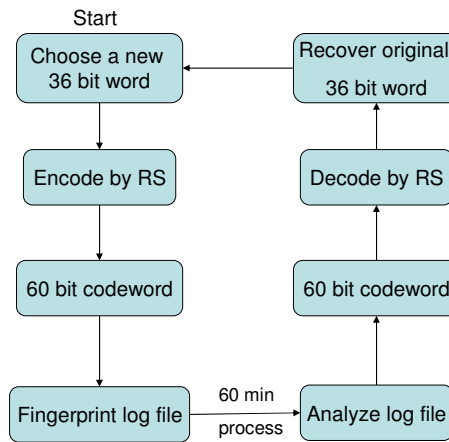 Start
Choose a new
36 bit word
Encode by RS
60 bit codeword
Fingerprint log file
60 min
process
Analyze log file
60 bit codeword
Decode by RS
Recover original
36 bit word